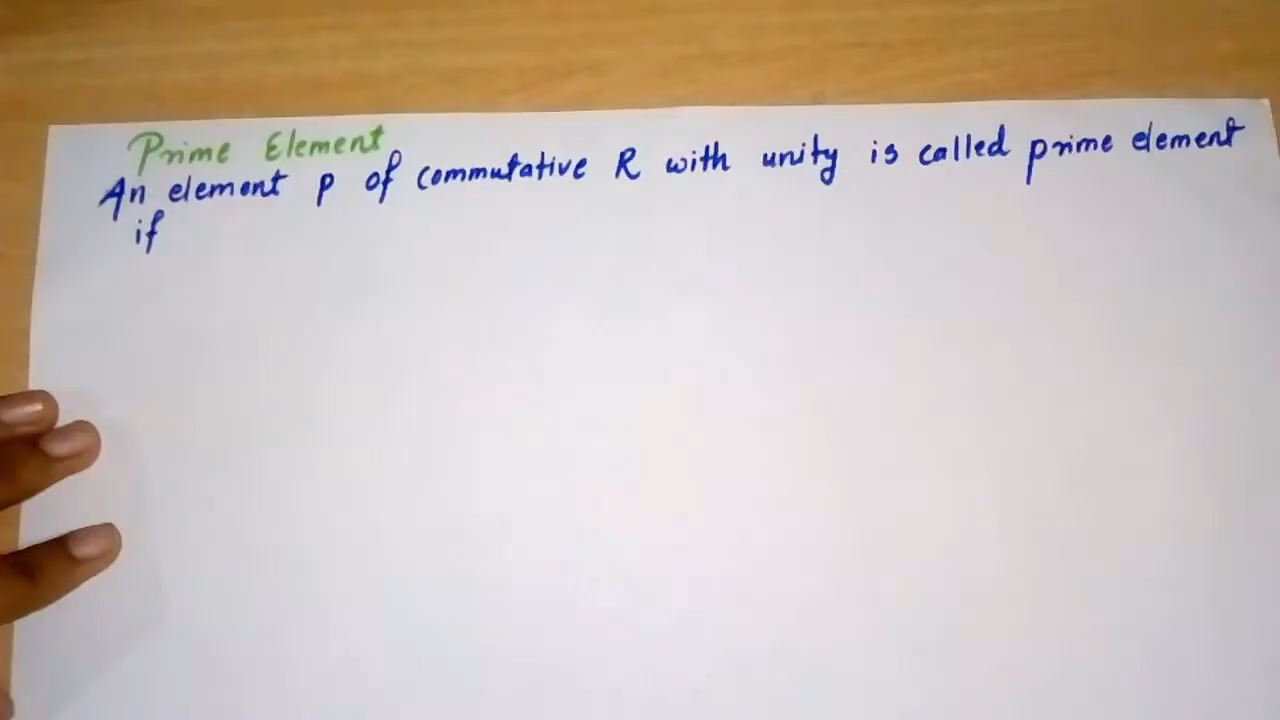 Prime Element
An element p of commutative R with unity is called prime element
if